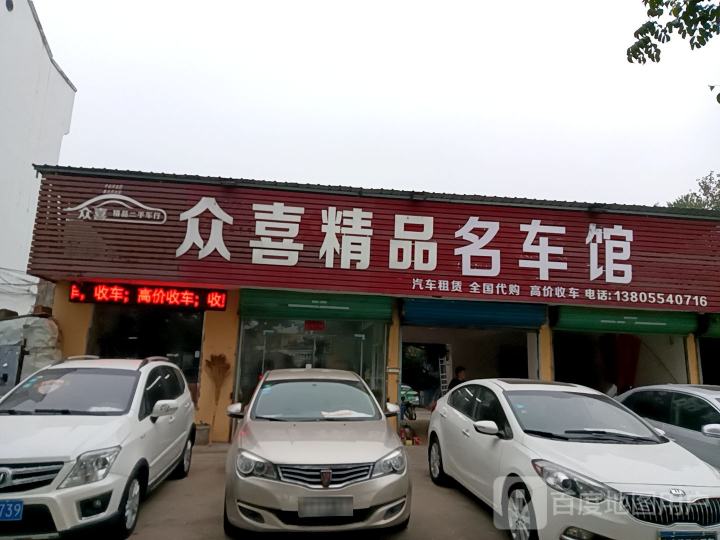 众喜
精品二手车行
众喜精品名车馆
汽车租赁 全国代购 高价收车 电话:13805540716
收车；高价收车；收
739
百度地图